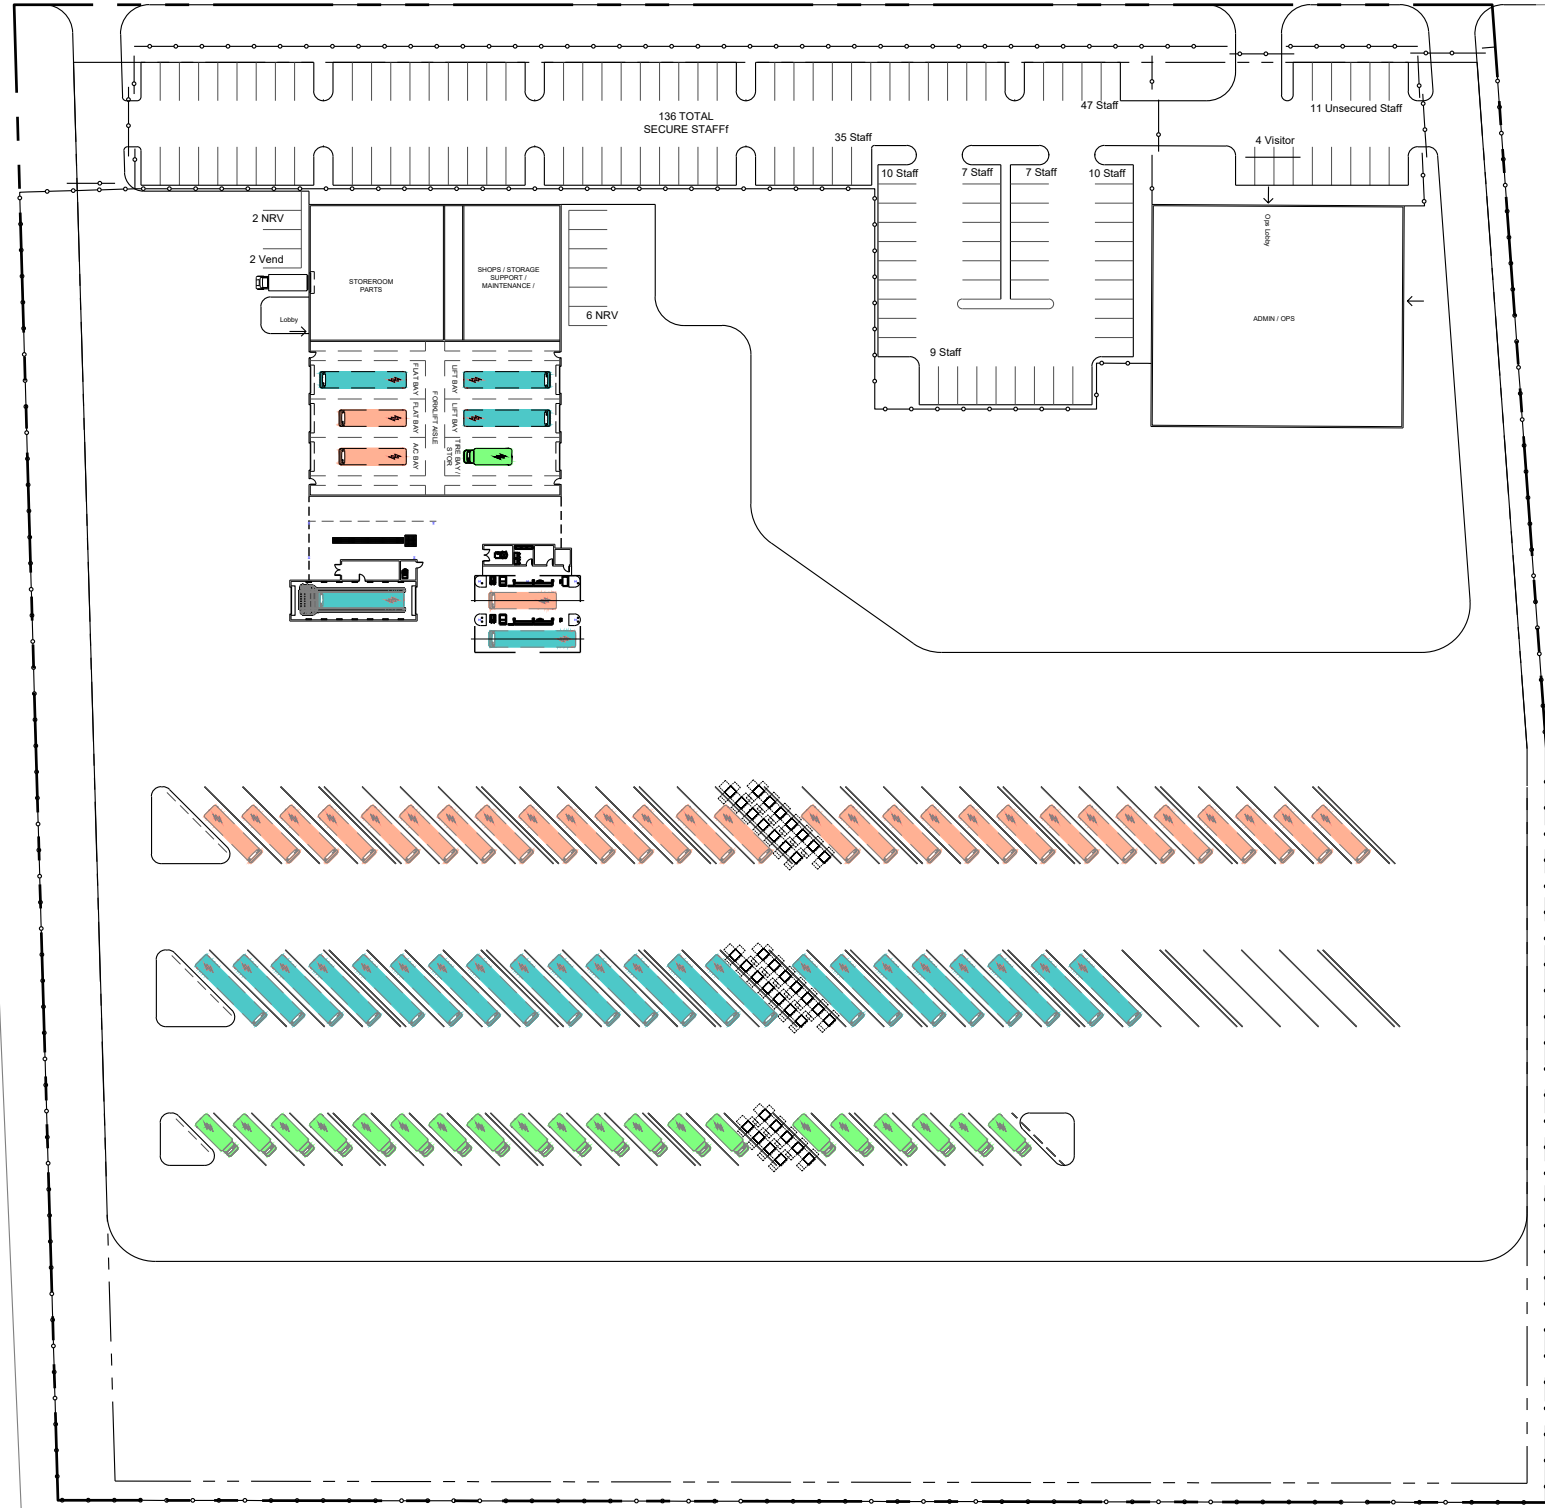 47 Staff
11 Unsecured Staff
136 TOTAL
SECURE STAFFf
35 Staff
4 Visitor
10 Staff
7 Staff
7 Staff
10 Staff
2 NRV
Ops Lobby
2 Vend
STOREROOM
PARTS
SHOPS / STORAGE
SUPPORT /
MAINTENANCE /
Lobby
6 NRV
ADMIN / OPS
9 Staff
FLAT BAY
LIFT BAY
FORKLIFT AISLE
FLAT BAY
LIFT BAY
A/C BAY
TIRE BAY /
STOR